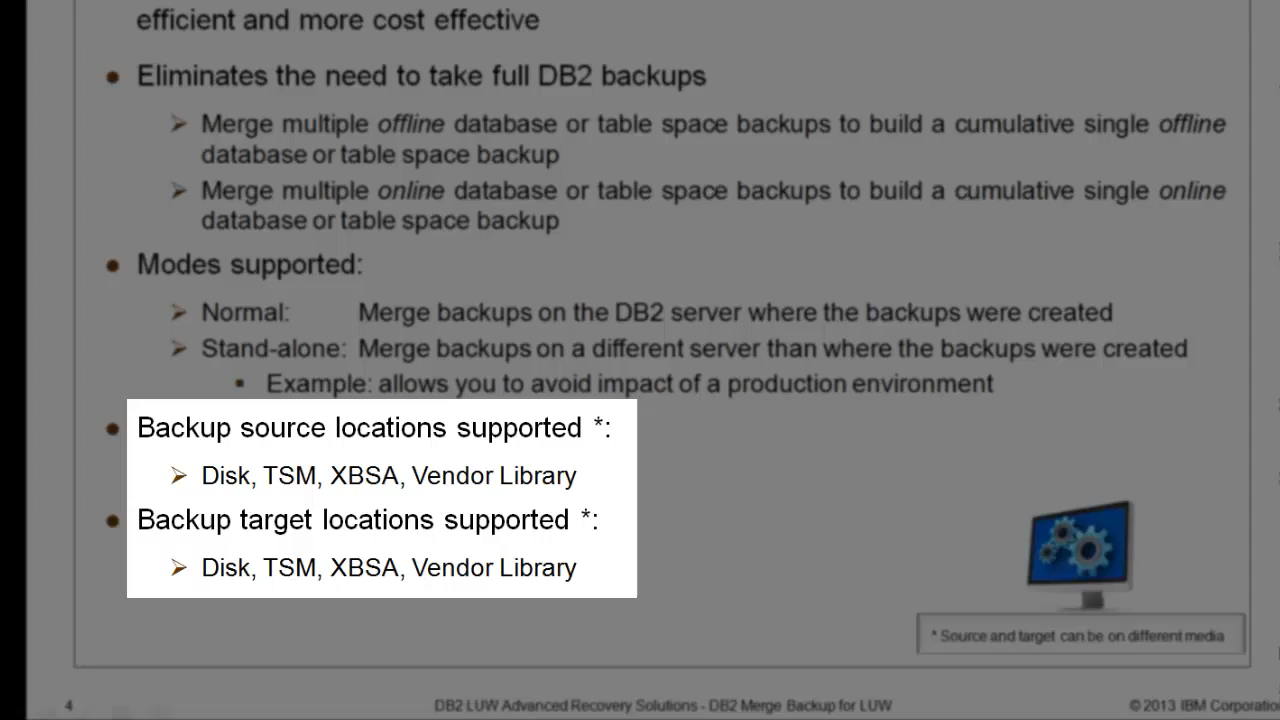 efficient and more cost effective
• Eliminates the need to take full DB2 backups
➢ Merge multiple offline database or table space backups to build a cumulative single offline
database or table space backup
➢ Merge multiple online database or table space backups to build a cumulative single online
database or table space backup
• Modes supported:
➢ Normal: Merge backups on the DB2 server where the backups were created
➢ Stand-alone: Merge backups on a different server than where the backups were created
▪ Example: allows you to avoid impact of a production environment
• Backup source locations supported *:
➢ Disk, TSM, XBSA, Vendor Library
• Backup target locations supported *:
➢ Disk, TSM, XBSA, Vendor Library
* Source and target can be on different media
4 DB2 LUW Advanced Recovery Solutions - DB2 Merge Backup for LUW © 2013 IBM Corporatio